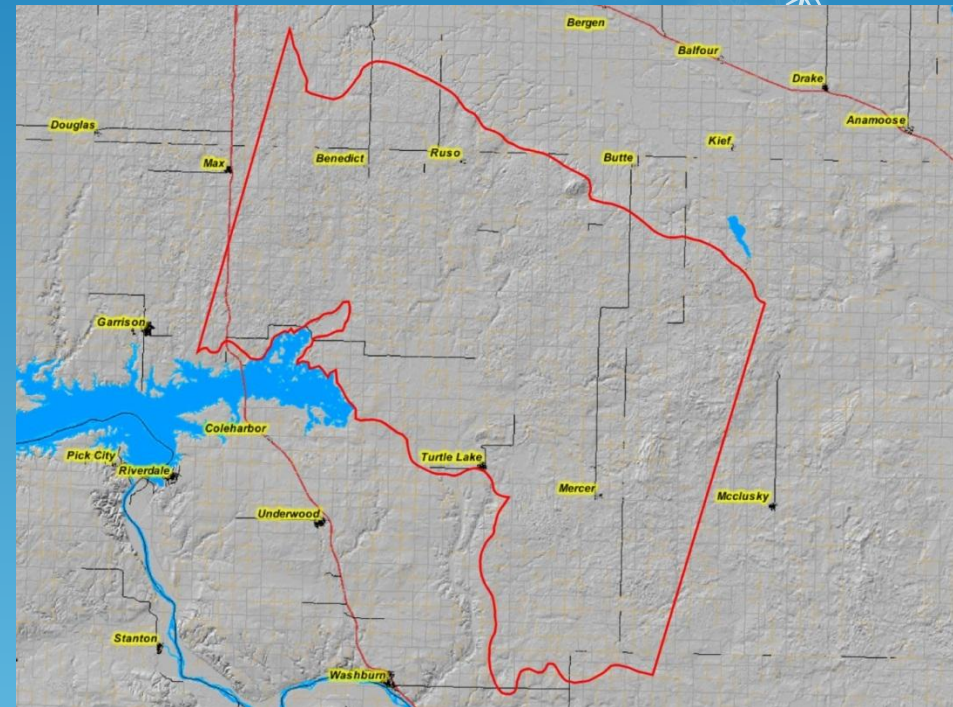 Bergen
Balfour
Drake
Anamoose
Douglas
Kief
Max
Benedict
Ruso
Butte
Garrison
Coleharbor
Pick City
Riverdale
Turtle Lake
Mercer
Mcclusky
Underwood
Stanton
Washburn